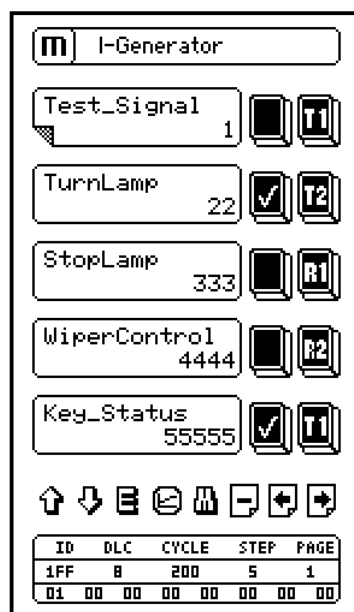 m I-Generator
Test_Signal
1 T1
TurnLamp
22 T2
StopLamp
333 R1
WiperControl
4444 R2
Key_Status
55555 T1
ID DLC CYCLE STEP PAGE
1FF 8 200 5 1
01 00 00 00 00 00 00 00